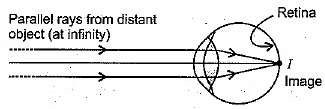 Parallel rays from distant
object (at infinity)
Retina
I
Image